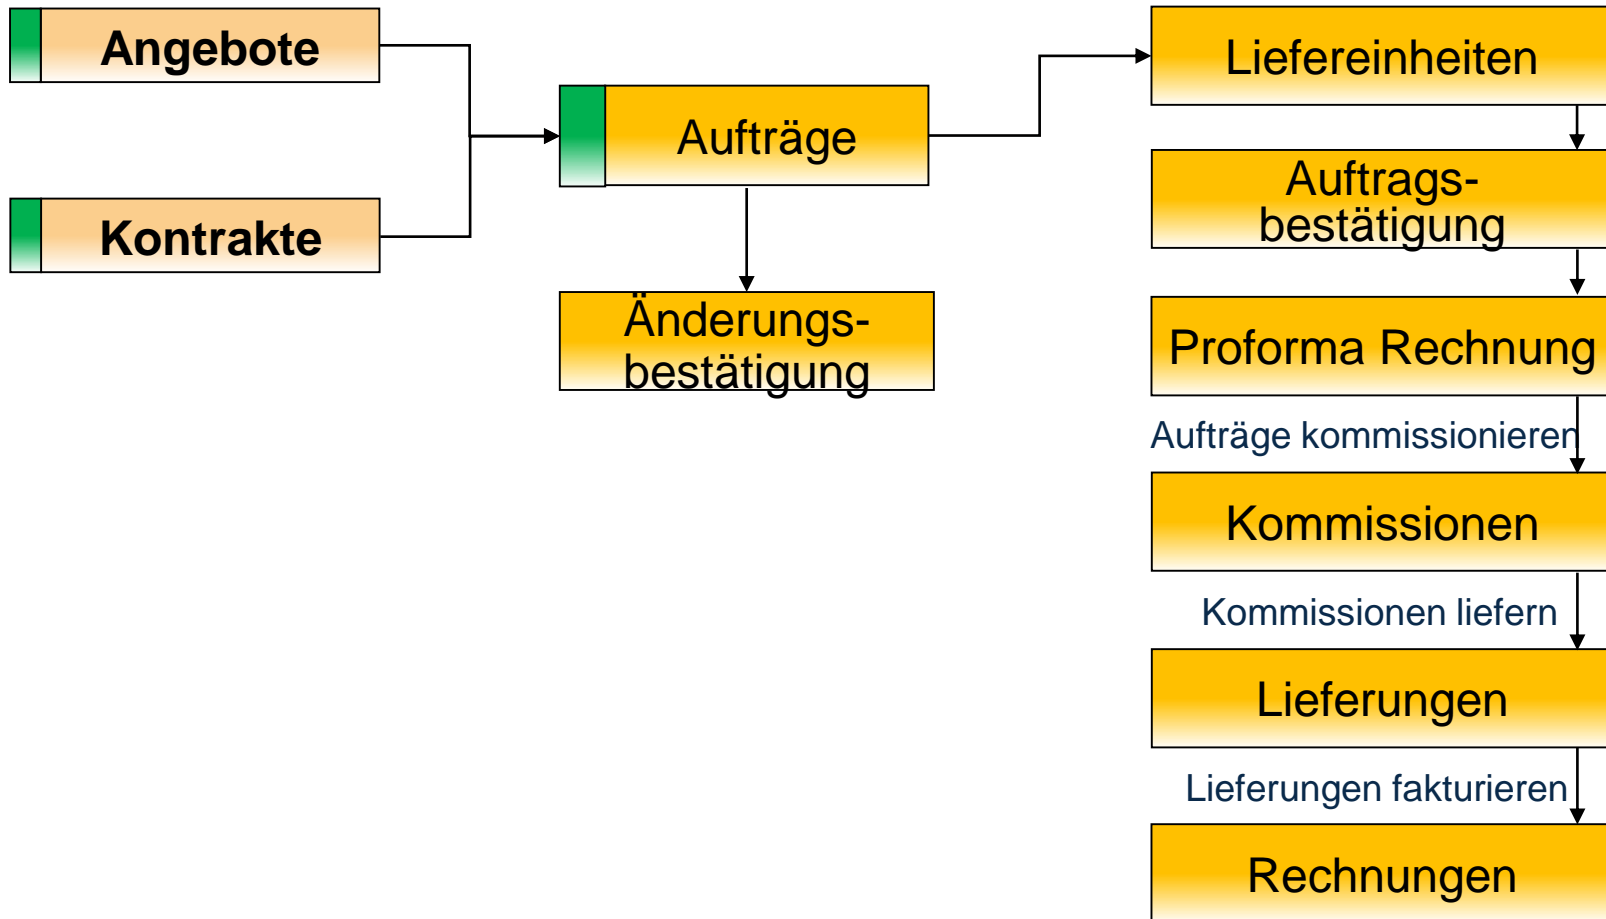 Angebote
Kontrakte
Aufträge
Änderungs-
bestätigung
Liefereinheiten
Auftrags-
bestätigung
Proforma Rechnung
Aufträge kommissionieren
Kommissionen
Kommissionen liefern
Lieferungen
Lieferungen fakturieren
Rechnungen